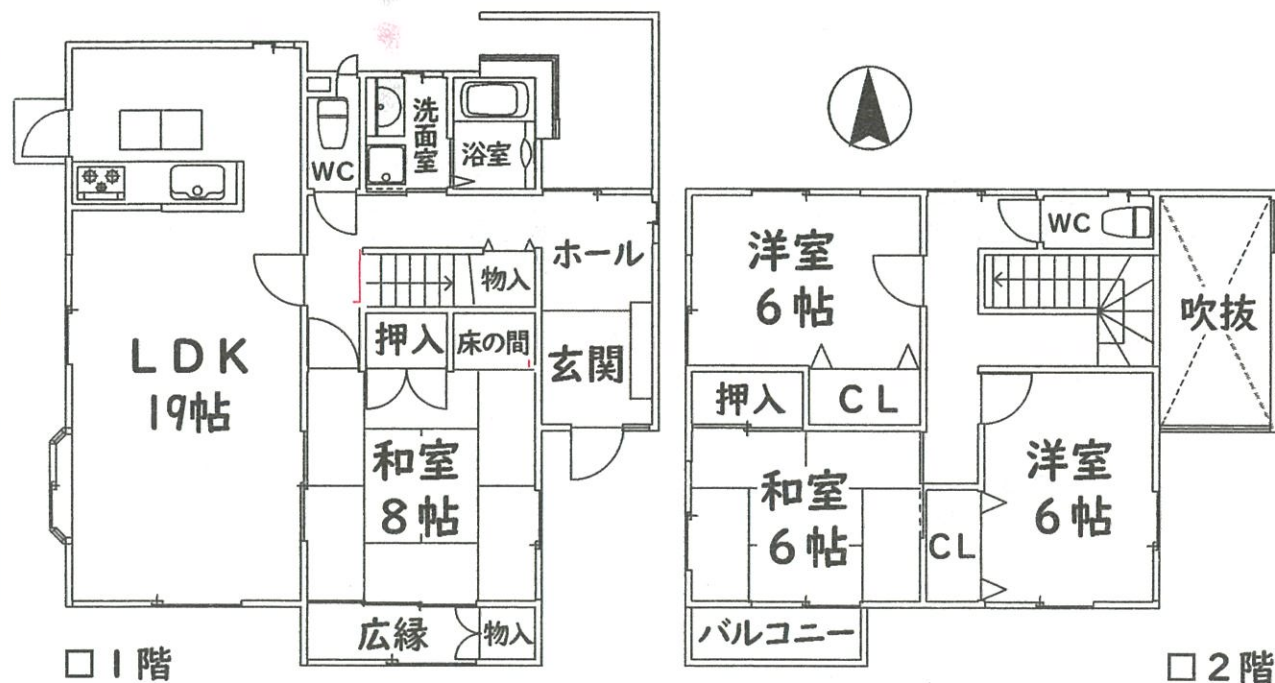 WC
洗面室
浴室
ホール
物入
押入
床の間
玄関
LDK
19帖
和室
8帖
広縁
物入
□1階
洋室
6帖
WC
吹抜
押入
CL
和室
6帖
CL
洋室
6帖
バルコニー
□2階